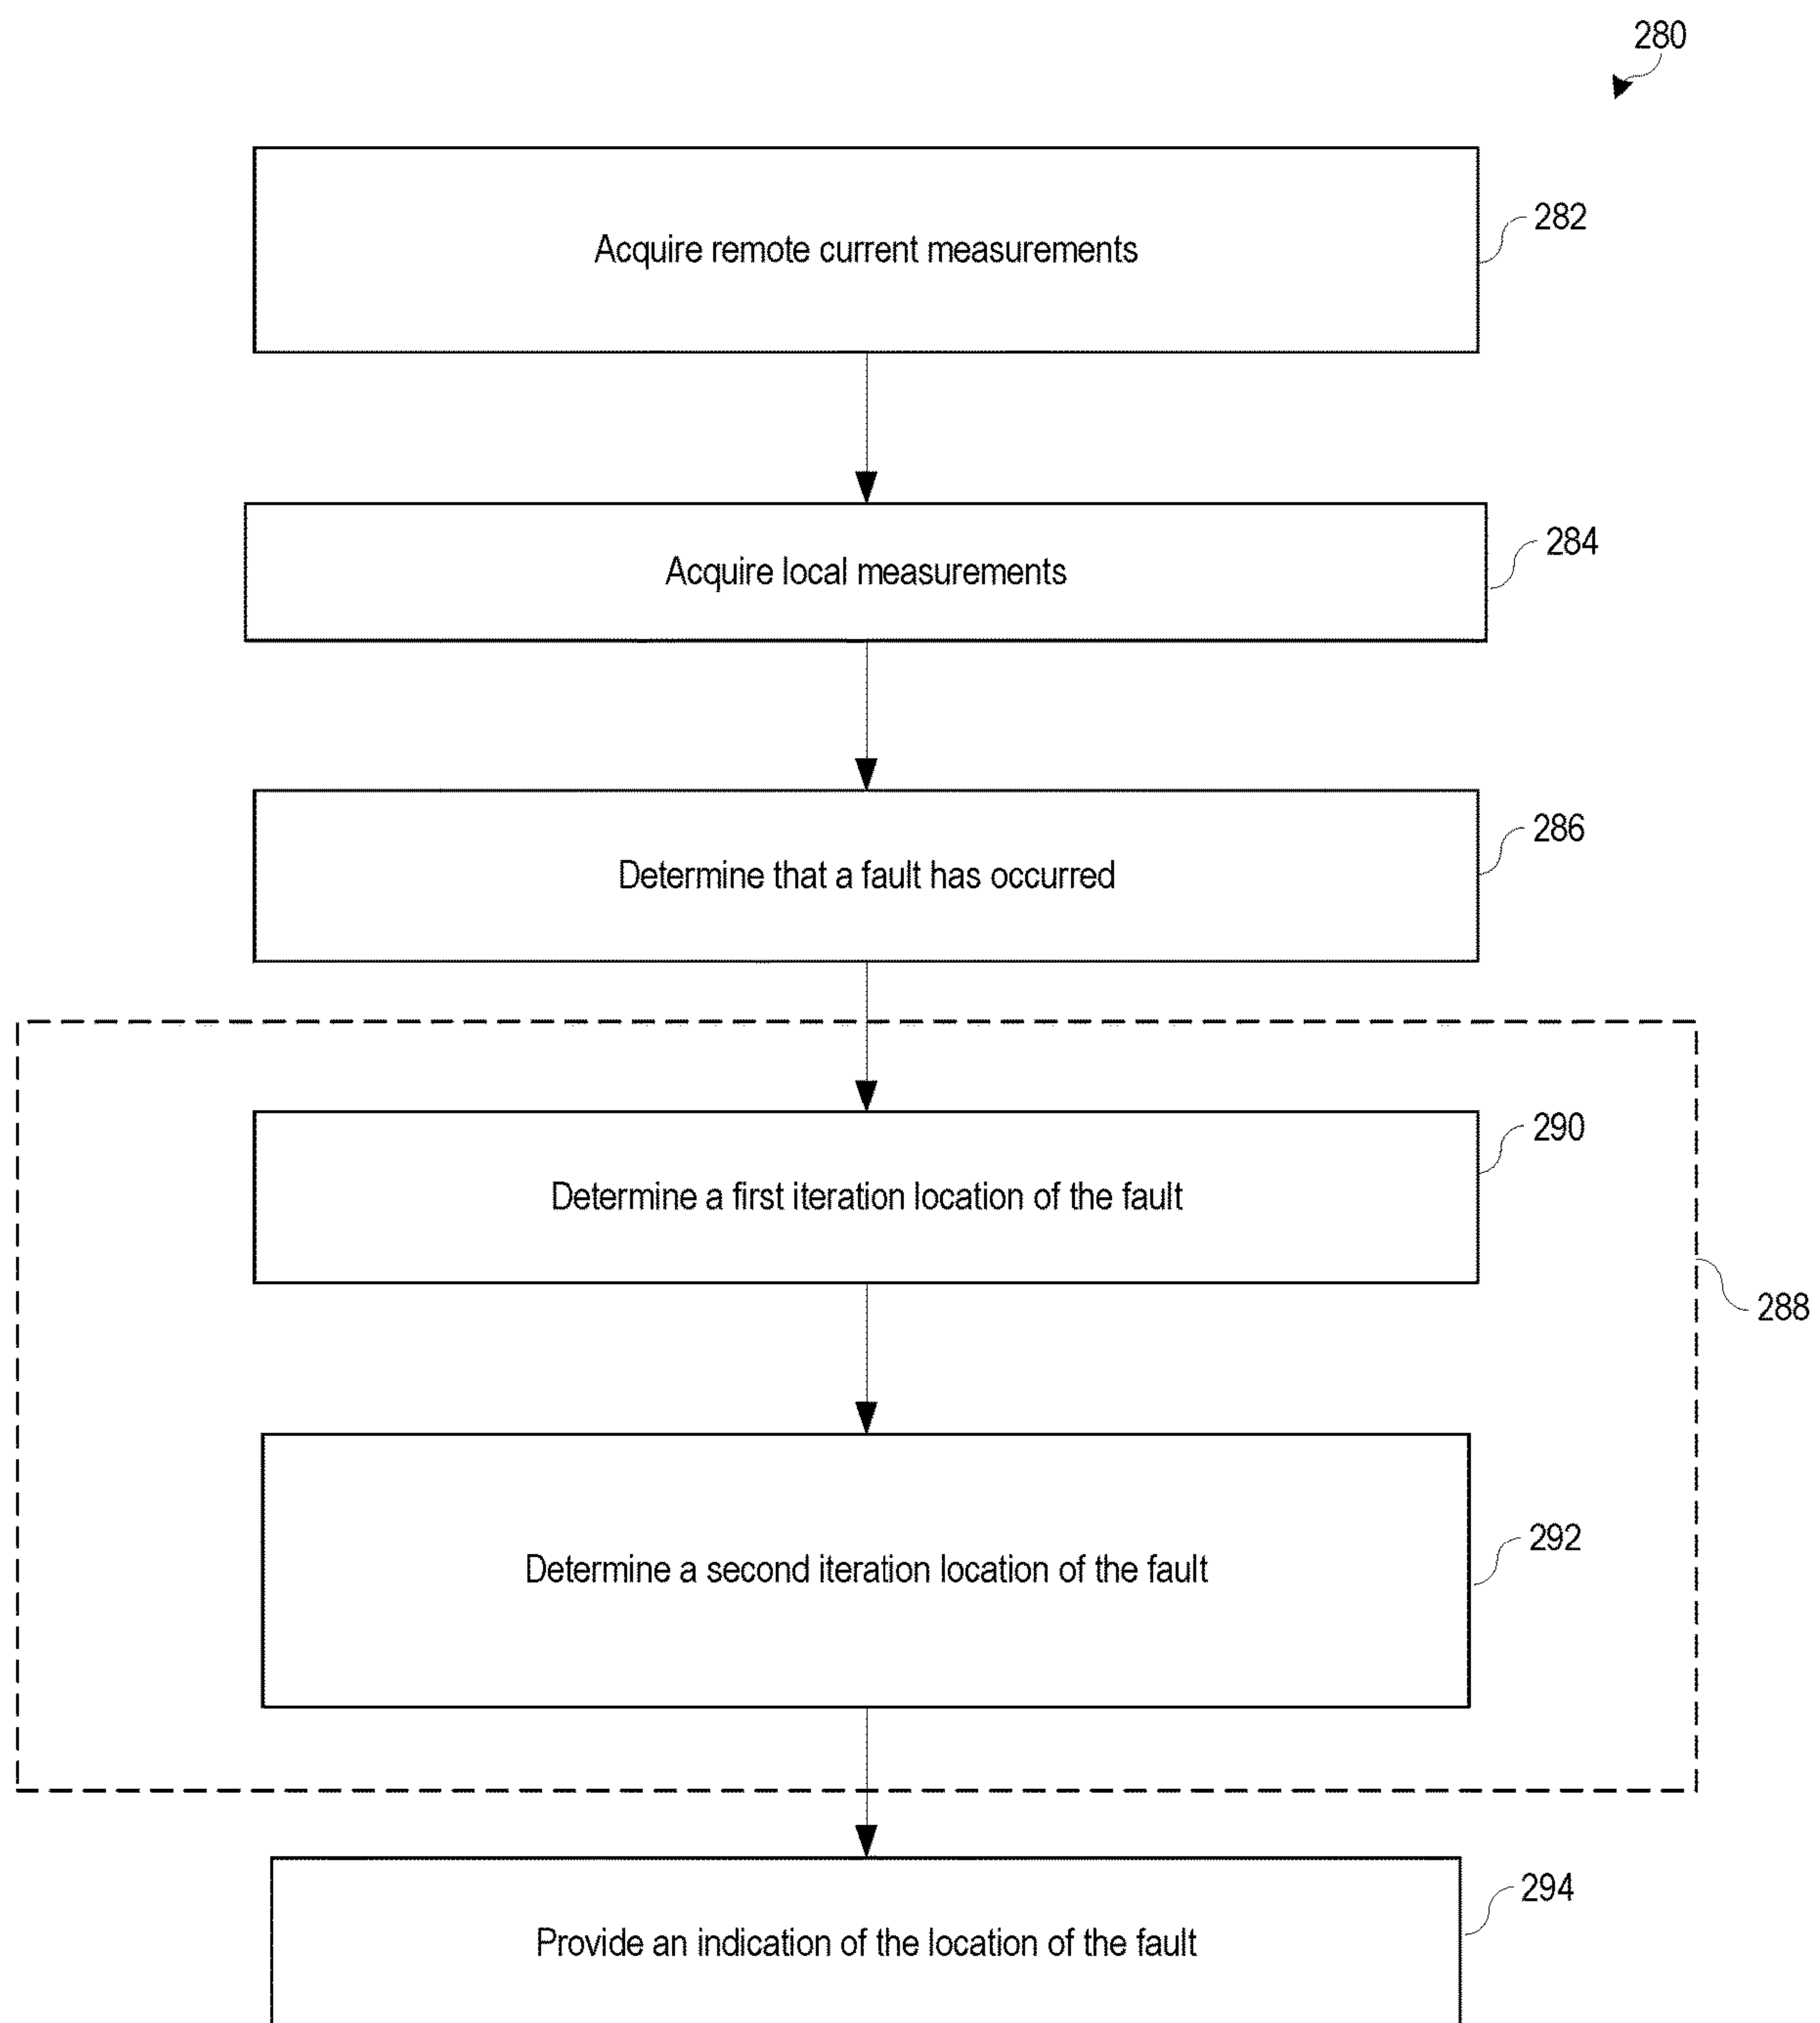 280
Acquire remote current measurements
282
Acquire local measurements
284
Determine that a fault has occurred
286
Determine a first iteration location of the fault
290
288
Determine a second iteration location of the fault
292
Provide an indication of the location of the fault
294